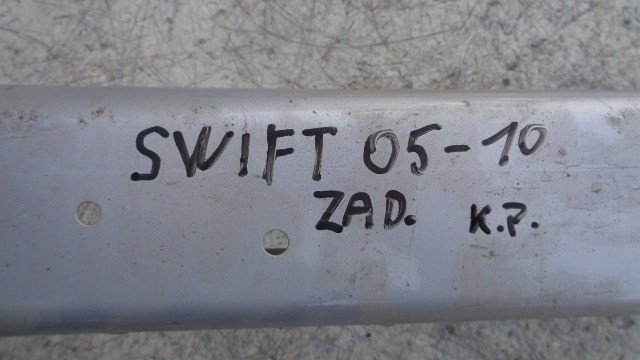 SWIFT 05-10
ZAD. K.P.